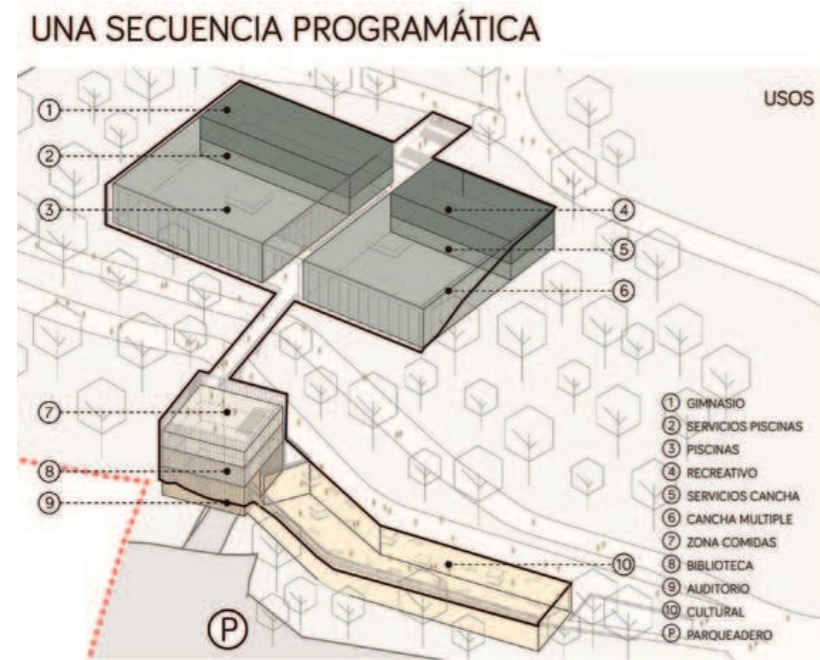 UNA SECUENCIA PROGRAMÁTICA
USOS
1
2
3
4
5
6
7
8
9
10
P
1 GIMNASIO
2 SERVICIOS PISCINAS
3 PISCINAS
4 RECREATIVO
5 SERVICIOS CANCHA
6 CANCHA MULTIPLE
7 ZONA COMIDAS
8 BIBLIOTECA
9 AUDITORIO
10 CULTURAL
P PARQUEADERO